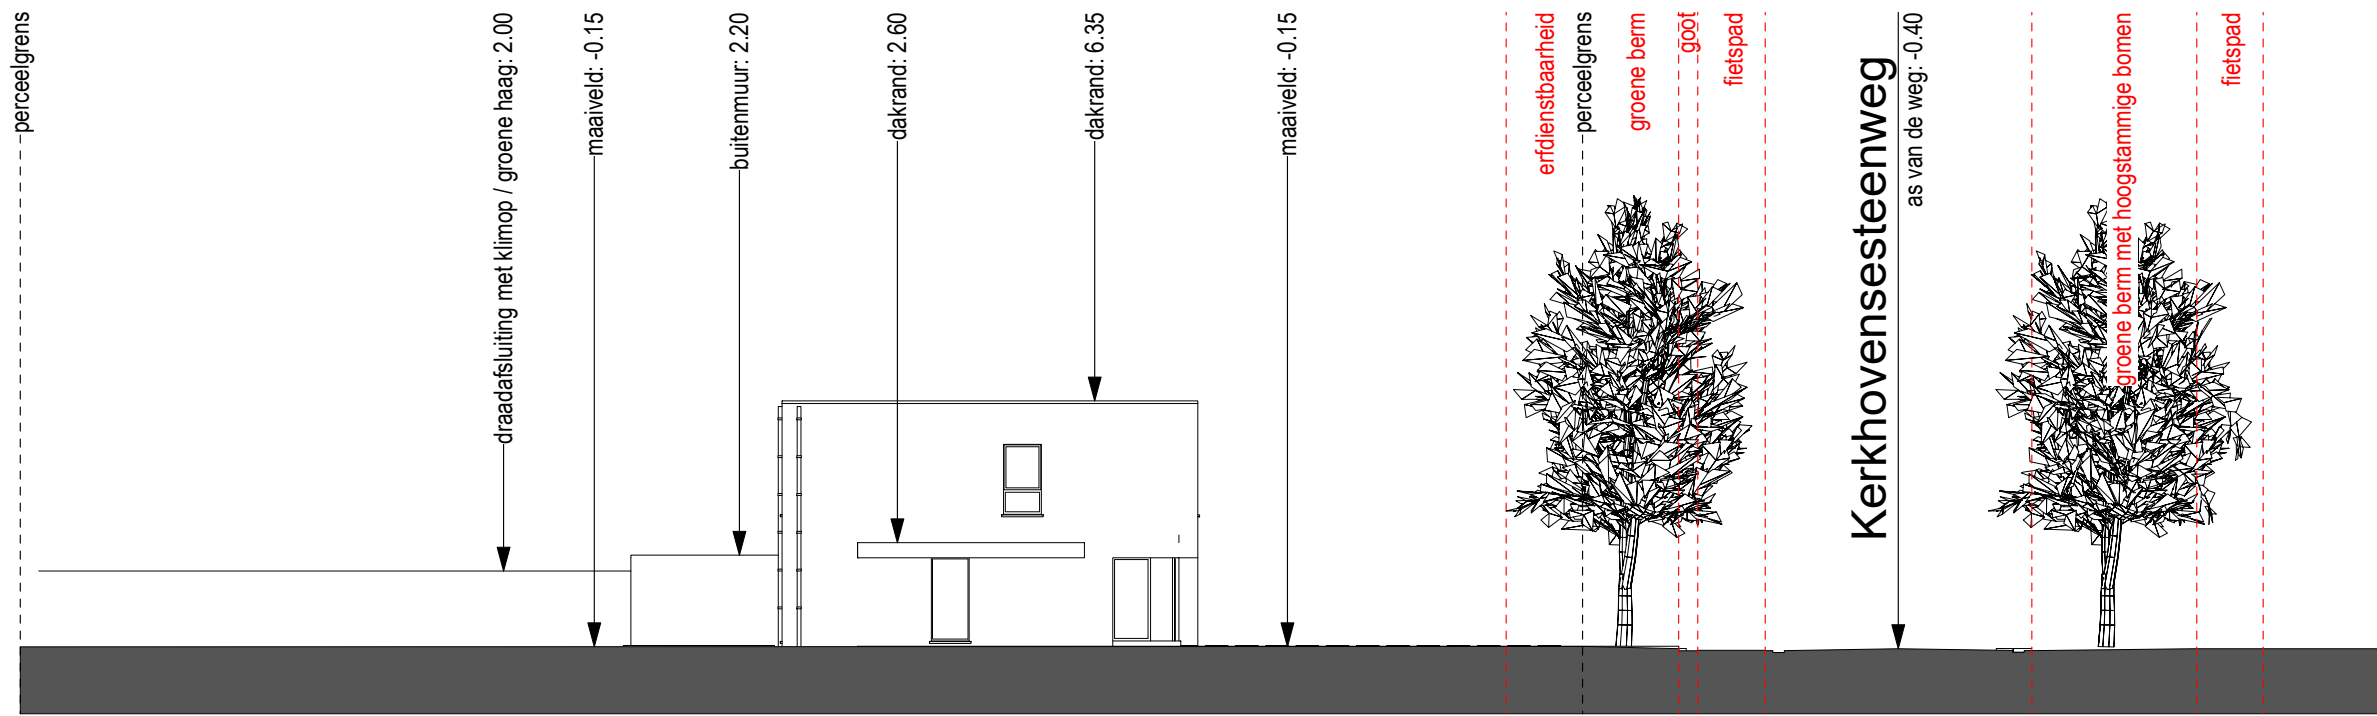 perceelgrens
draadafsluiting met klimop / groene haag: 2.00
maaiveld: -0.15
buitenmuur: 2.20
dakrand: 2.60
dakrand: 6.35
maaiveld: -0.15
erfdienstbaarheid
perceelgrens
groene berm
goot
fietspad
Kerkhovensesteenweg
as van de weg: -0.40
groene berm met hoogstammige bomen
fietspad